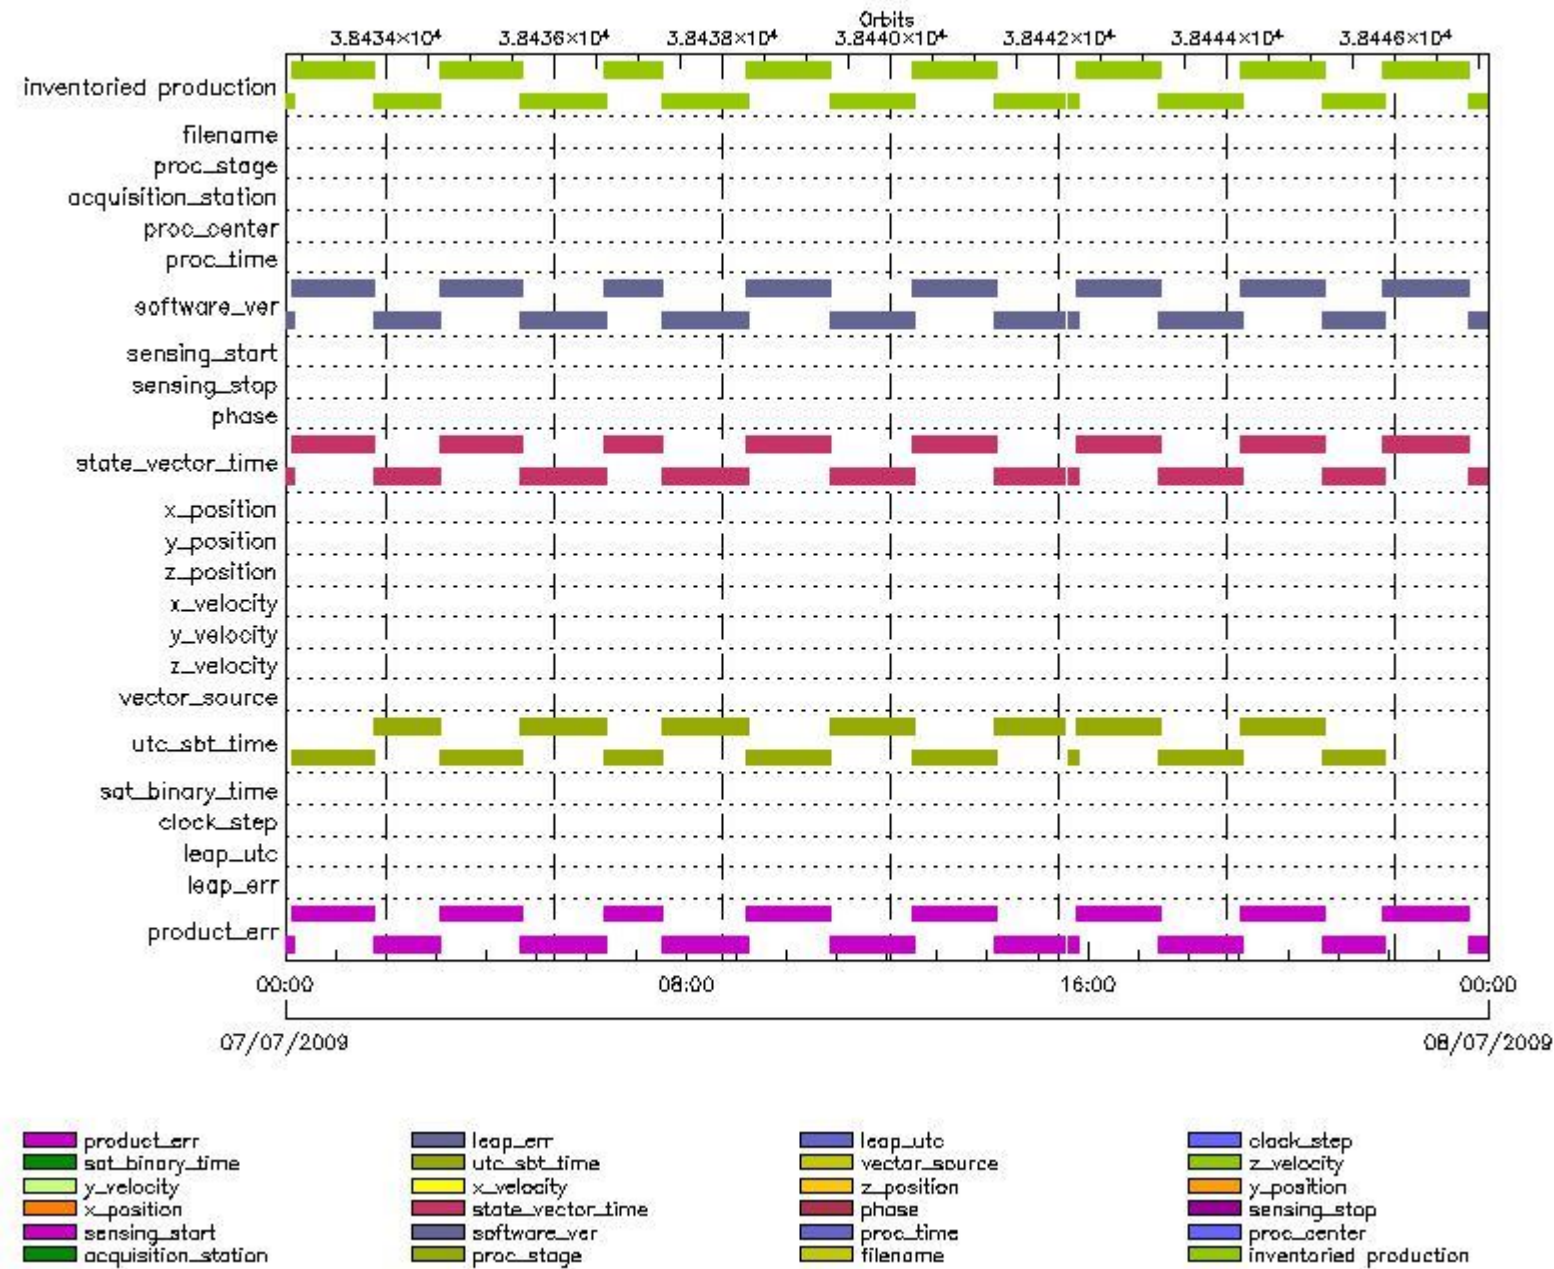 Orbits
3.8434×10⁴ 3.8436×10⁴ 3.8438×10⁴ 3.8440×10⁴ 3.8442×10⁴ 3.8444×10⁴ 3.8446×10⁴
inventoried production
filename
proc_stage
acquisition_station
proc_center
proc_time
software_ver
sensing_start
sensing_stop
phase
state_vector_time
x_position
y_position
z_position
x_velocity
y_velocity
z_velocity
vector_source
utc_sbt_time
sat_binary_time
clock_step
leap_utc
leap_err
product_err
00:00 08:00 16:00 00:00
07/07/2009 08/07/2009
product_err leap_err leap_utc clock_step
sat_binary_time utc_sbt_time vector_source z_velocity
y_velocity x_velocity z_position y_position
x_position state_vector_time phase sensing_stop
sensing_start software_ver proc_time proc_center
acquisition_station proc_stage filename inventoried production